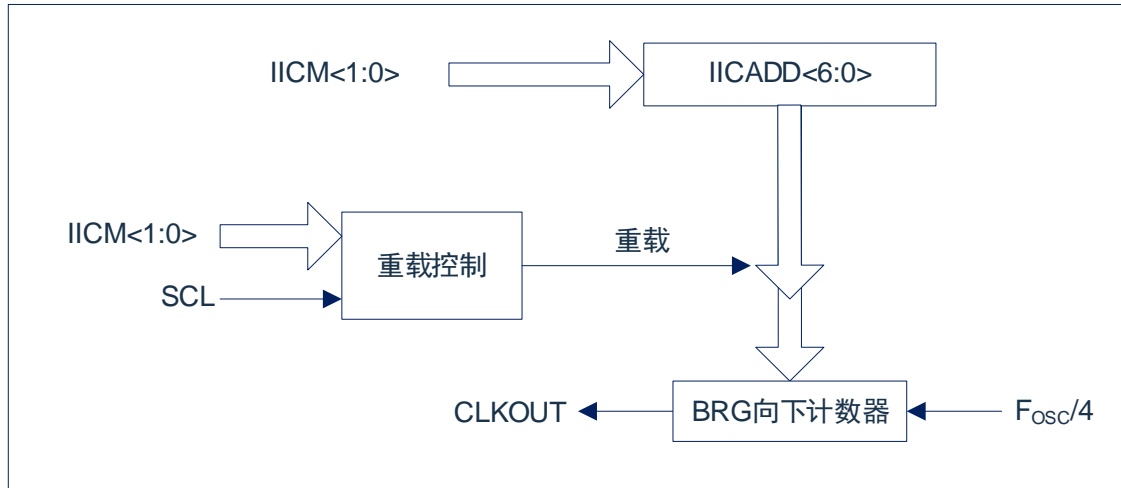 IICM<1:0>
IICADD<6:0>
IICM<1:0>
重载控制
重载
SCL
CLKOUT
BRG向下计数器
FOSC/4